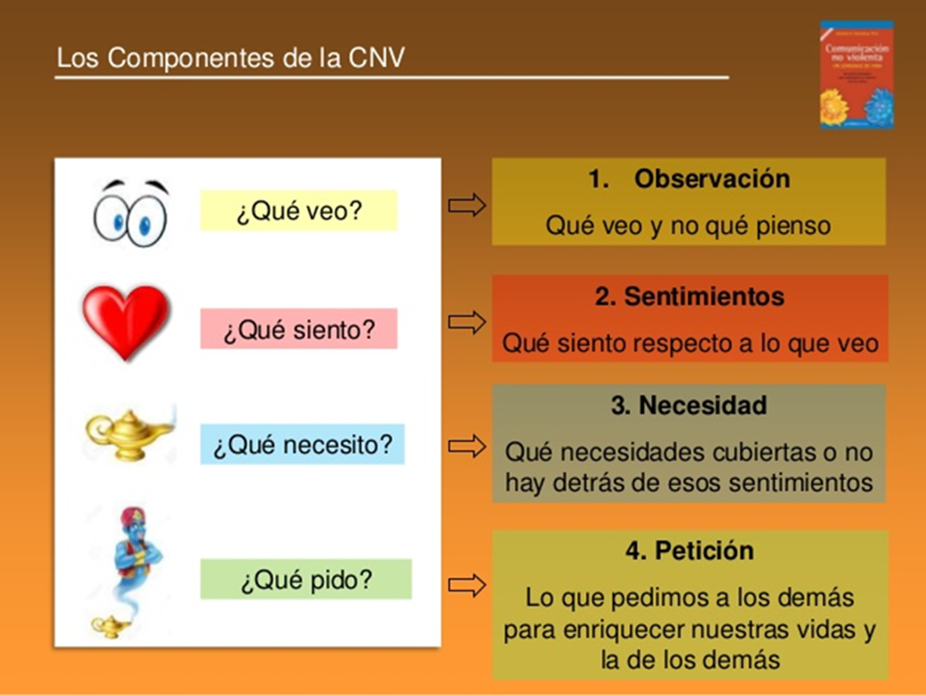 Los Componentes de la CNV
Comunicación
no violenta
¿Qué veo?
1. Observación
Qué veo y no qué pienso
¿Qué siento?
2. Sentimientos
Qué siento respecto a lo que veo
¿Qué necesito?
3. Necesidad
Qué necesidades cubiertas o no
hay detrás de esos sentimientos
¿Qué pido?
4. Petición
Lo que pedimos a los demás
para enriquecer nuestras vidas y
la de los demás